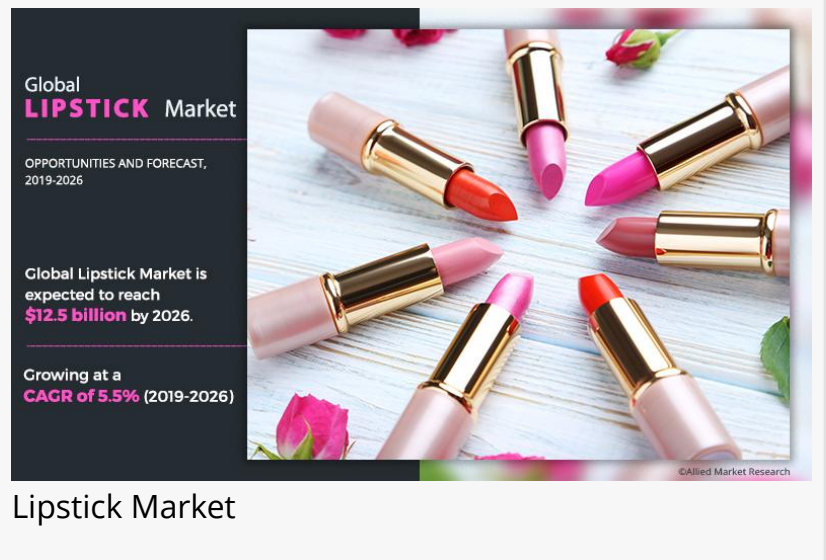 Global
LIPSTICK Market
OPPORTUNITIES AND FORECAST,
2019-2026
Global Lipstick Market is
expected to reach
$12.5 billion by 2026.
Growing at a
CAGR of 5.5% (2019-2026)
©Allied Market Research
Lipstick Market